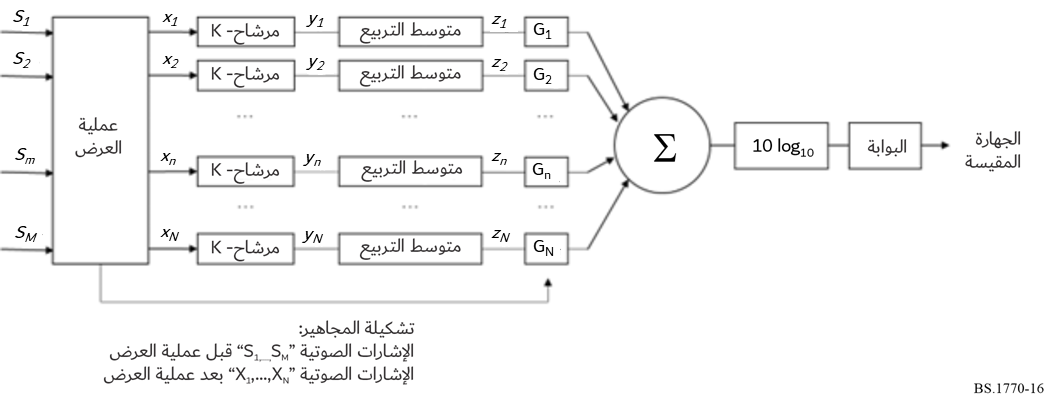 S1 x1 K - مرشاح y1 متوسط التربيع z1 G1
S2 x2 K - مرشاح y2 متوسط التربيع z2 G2
... ... ...
عملية
العرض
Sm xn K - مرشاح yn متوسط التربيع zn Gn
... ... ...
SM xN K - مرشاح yN متوسط التربيع zN GN
Σ
10 log10
البوابة
الجهارة
المقيسة
تشكيلة المجاهير:
الإشارات الصوتية “S1,...,SM” قبل عملية العرض
الإشارات الصوتية “X1,...,XN” بعد عملية العرض
BS.1770-16